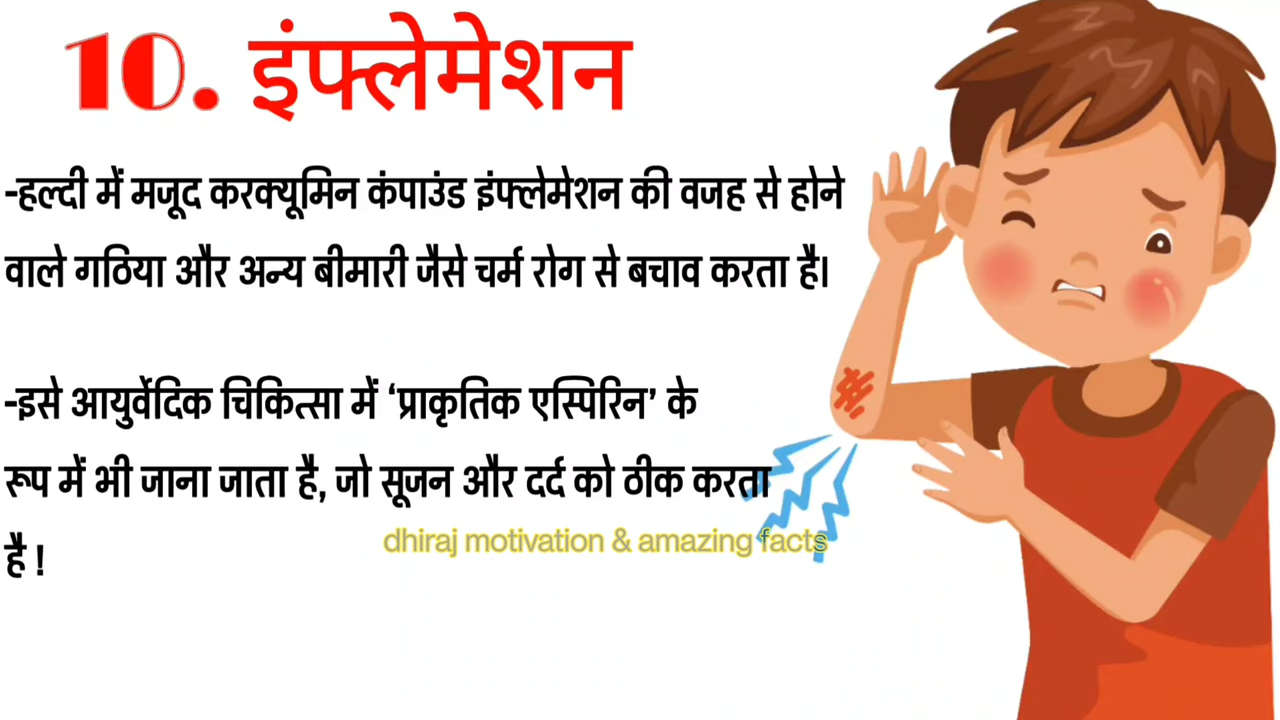 10. इंफ्लेमेशन
-हल्दी में मजूद करक्यूमिन कंपाउंड इंफ्लेमेशन की वजह से होने
वाले गठिया और अन्य बीमारी जैसे चर्म रोग से बचाव करता है।
-इसे आयुर्वेदिक चिकित्सा में ‘प्राकृतिक एस्पिरिन’ के
रूप में भी जाना जाता है, जो सूजन और दर्द को ठीक करता
है !
dhiraj motivation & amazing facts